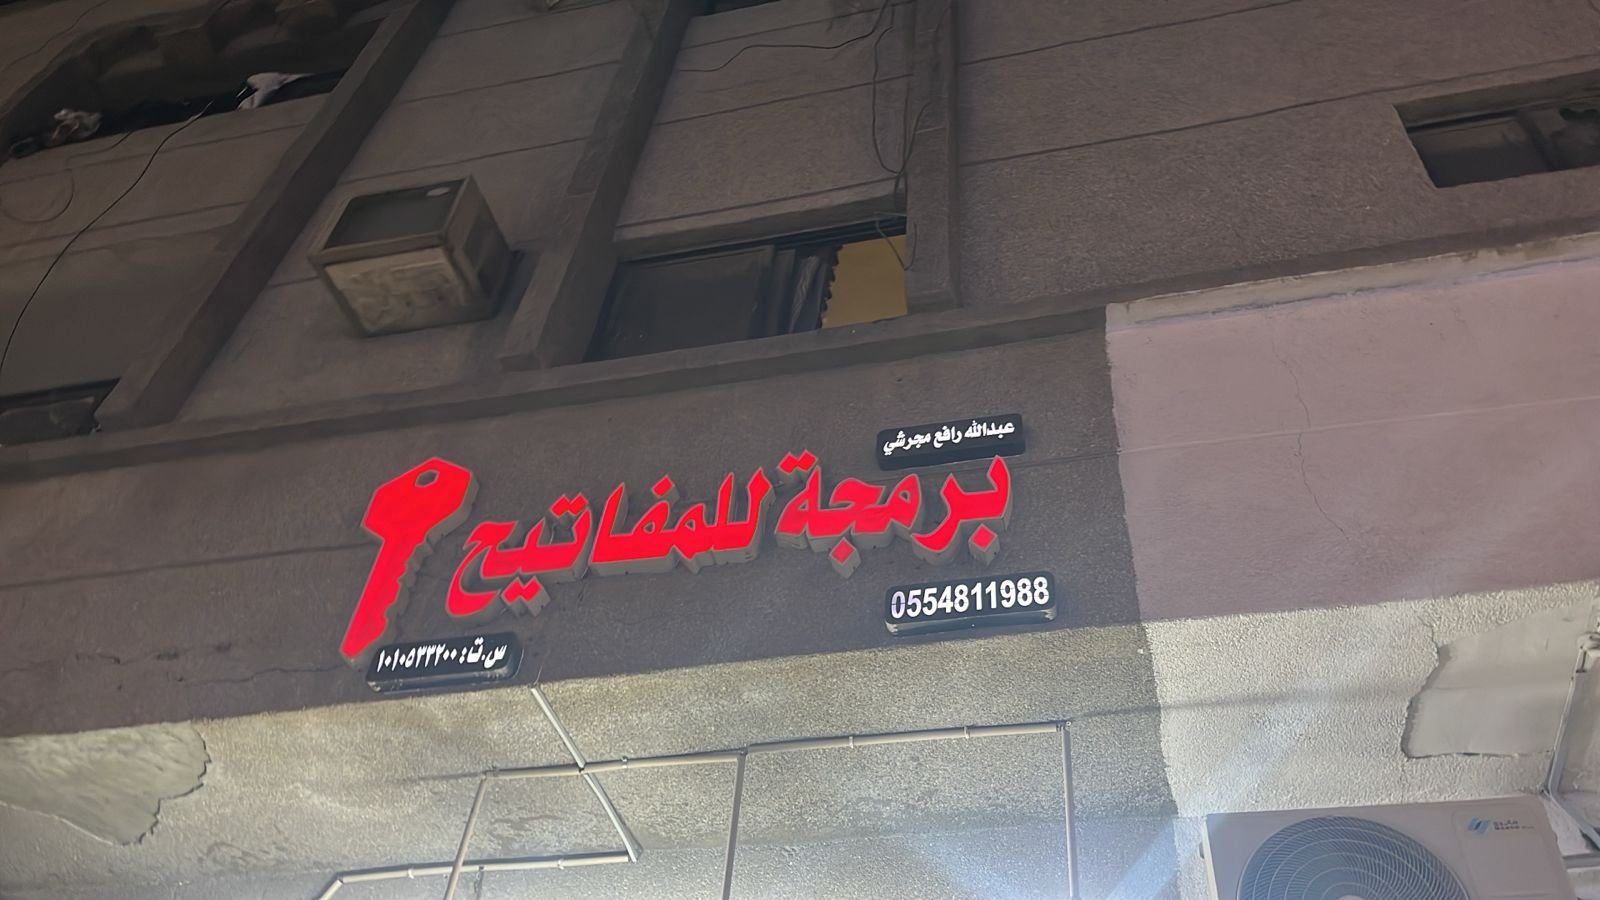 عبدالله رافع مجرشي
برمجة للمفاتيح
0554811988
س.ت: ١٠١٠٥٣٣٢٠٠